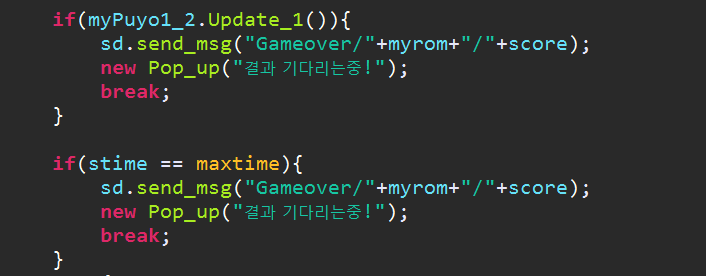 if(myPuyo1_2.Update_1()){
sd.send_msg("Gameover/"+myrom+"/"+score);
new Pop_up("결과 기다리는중!");
break;
}
if(stime == maxtime){
sd.send_msg("Gameover/"+myrom+"/"+score);
new Pop_up("결과 기다리는중!");
break;
}